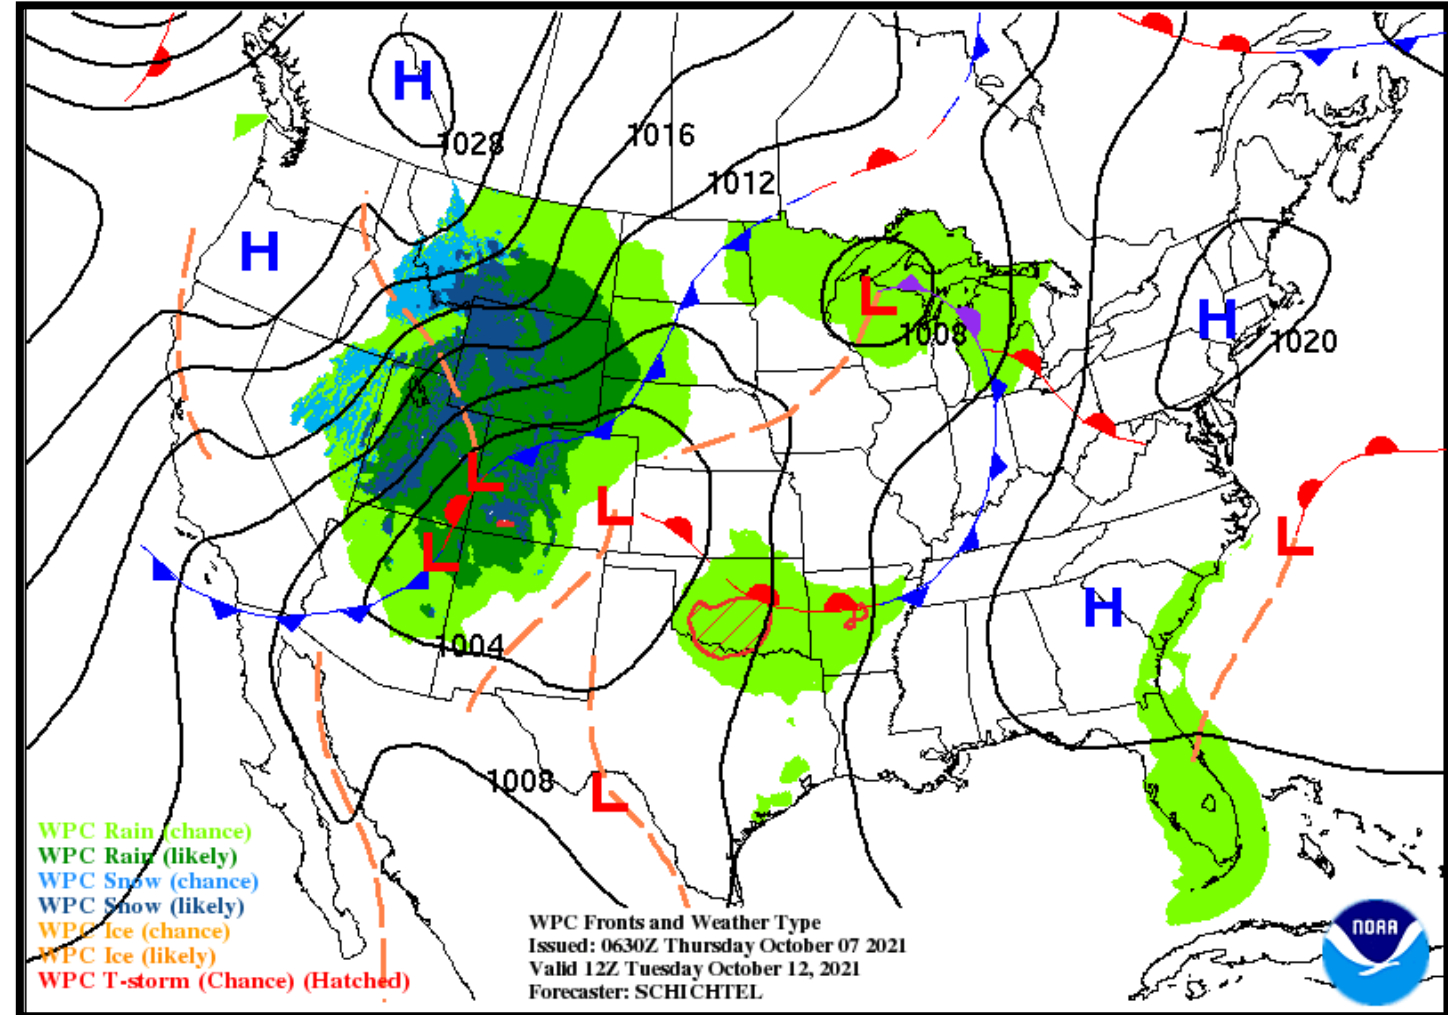 H
1028
1016
1012
H
L
1008
H
1020
L
L
L
L
H
1004
1008
L
WPC Rain (chance)
WPC Rain (likely)
WPC Snow (chance)
WPC Snow (likely)
WPC Ice (chance)
WPC Ice (likely)
WPC T-storm (Chance) (Hatched)
WPC Fronts and Weather Type
Issued: 0630Z Thursday October 07 2021
Valid 12Z Tuesday October 12, 2021
Forecaster: SCHICHTEL
NOAA